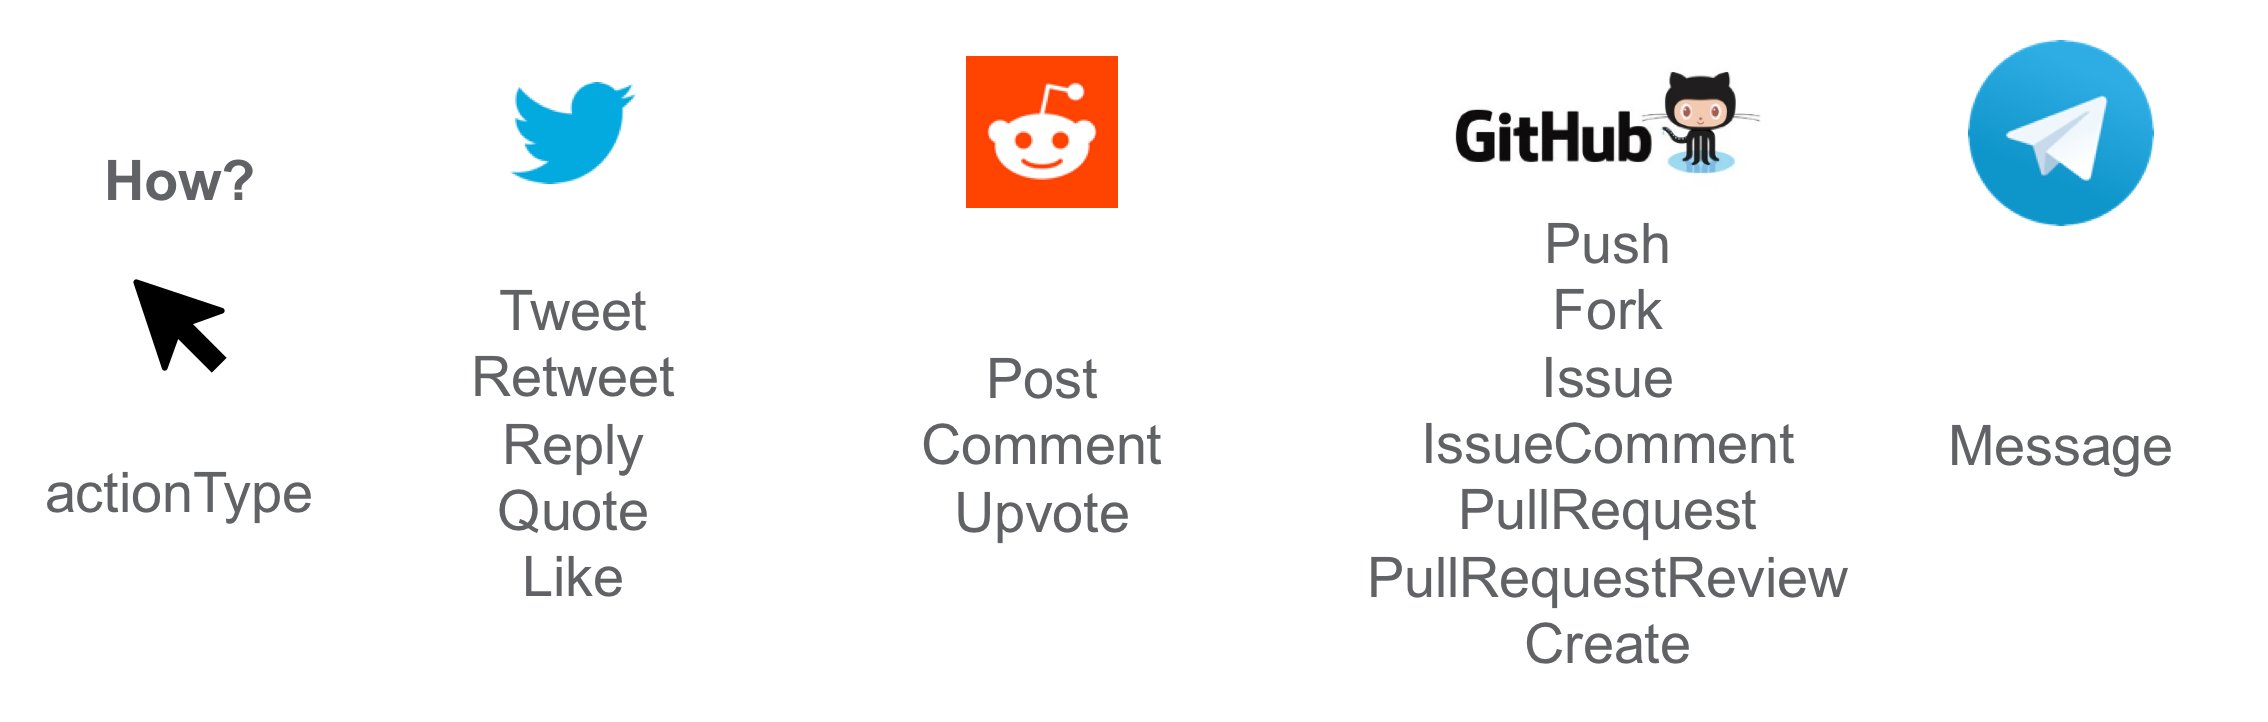 How?
actionType
Tweet
Retweet
Reply
Quote
Like
Post
Comment
Upvote
GitHub
Push
Fork
Issue
IssueComment
PullRequest
PullRequestReview
Create
Message